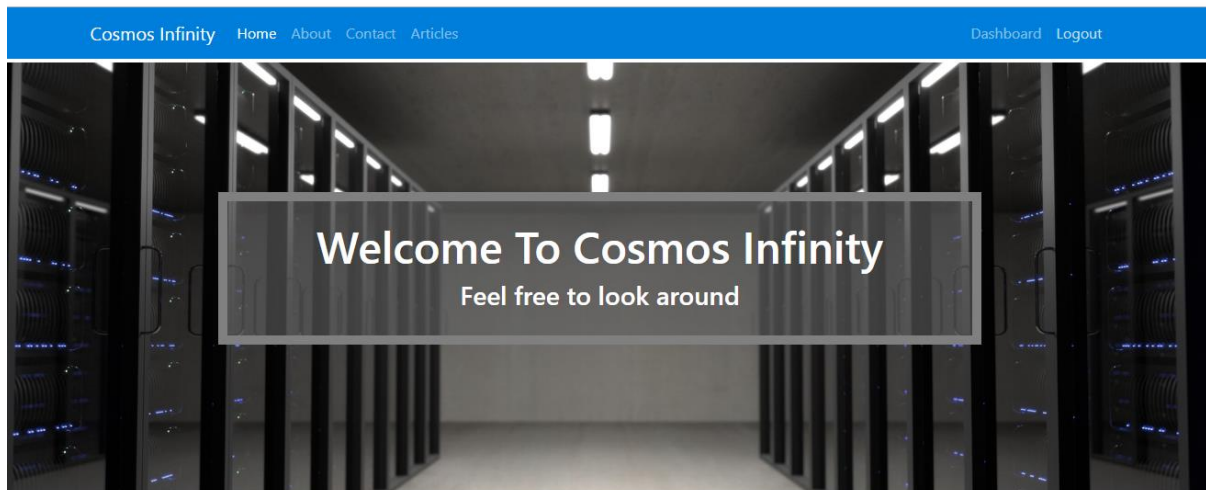 Cosmos Infinity Home About Contact Articles Dashboard Logout
Welcome To Cosmos Infinity
Feel free to look around